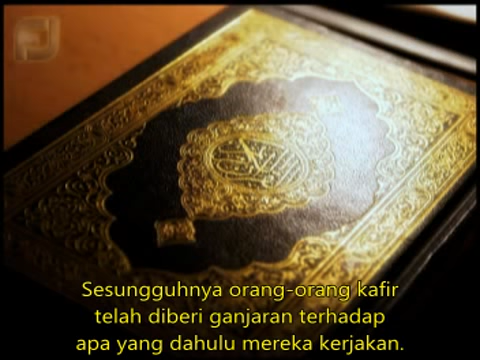 Sesungguhnya orang-orang kafir
telah diberi ganjaran terhadap
apa yang dahulu mereka kerjakan.